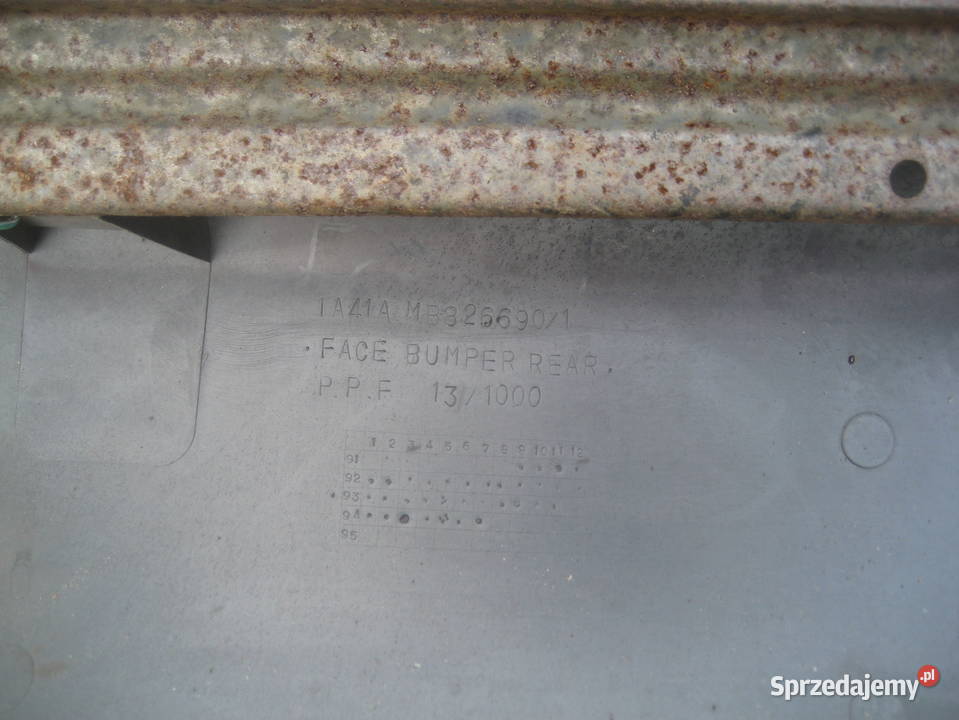 1A41A MB326690/1
FACE BUMPER REAR
P.P.F 13/1000
1 2 3 4 5 6 7 8 9 10 11 12
91
92
93
94
95
Sprzedajemy.pl